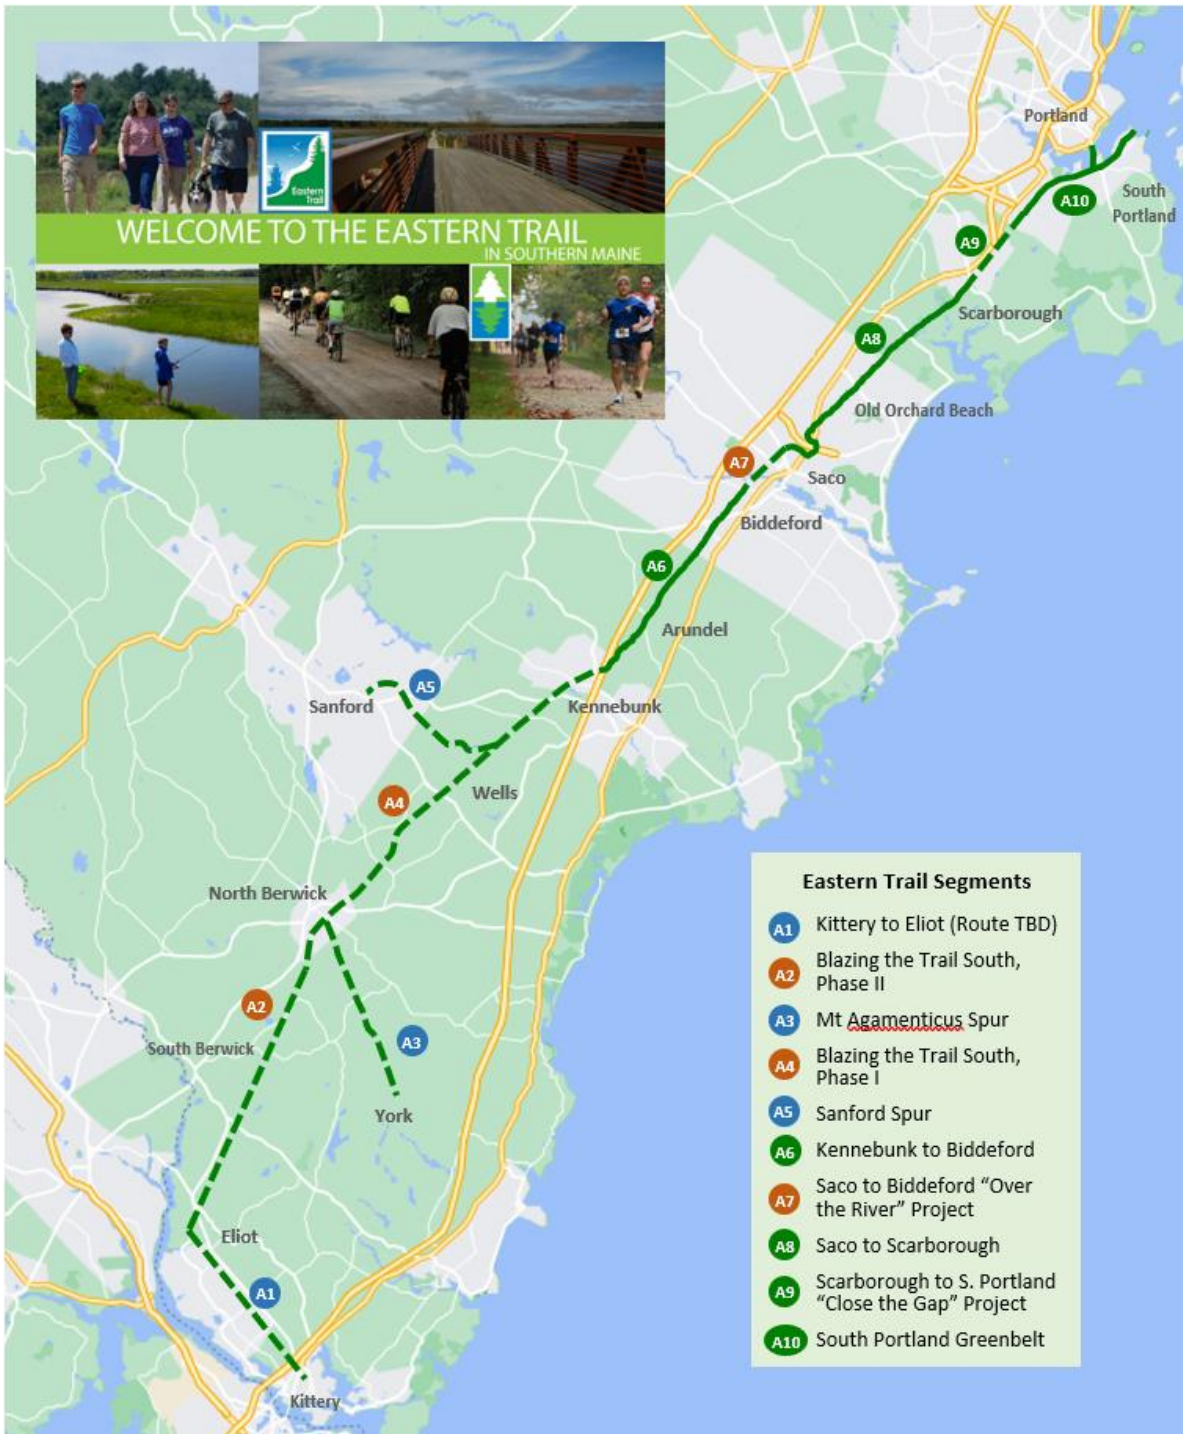 Eastern
Trail
WELCOME TO THE EASTERN TRAIL
IN SOUTHERN MAINE
Portland
South
Portland
A10
A9
Scarborough
A8
Old Orchard Beach
A7
Saco
Biddeford
A6
Arundel
A5
Sanford
Kennebunk
Wells
A4
North Berwick
A2
South Berwick
A3
York
Eliot
A1
Kittery
Eastern Trail Segments
A1 Kittery to Eliot (Route TBD)
A2 Blazing the Trail South,
Phase II
A3 Mt Agamenticus Spur
A4 Blazing the Trail South,
Phase I
A5 Sanford Spur
A6 Kennebunk to Biddeford
A7 Saco to Biddeford “Over
the River” Project
A8 Saco to Scarborough
A9 Scarborough to S. Portland
“Close the Gap” Project
A10 South Portland Greenbelt